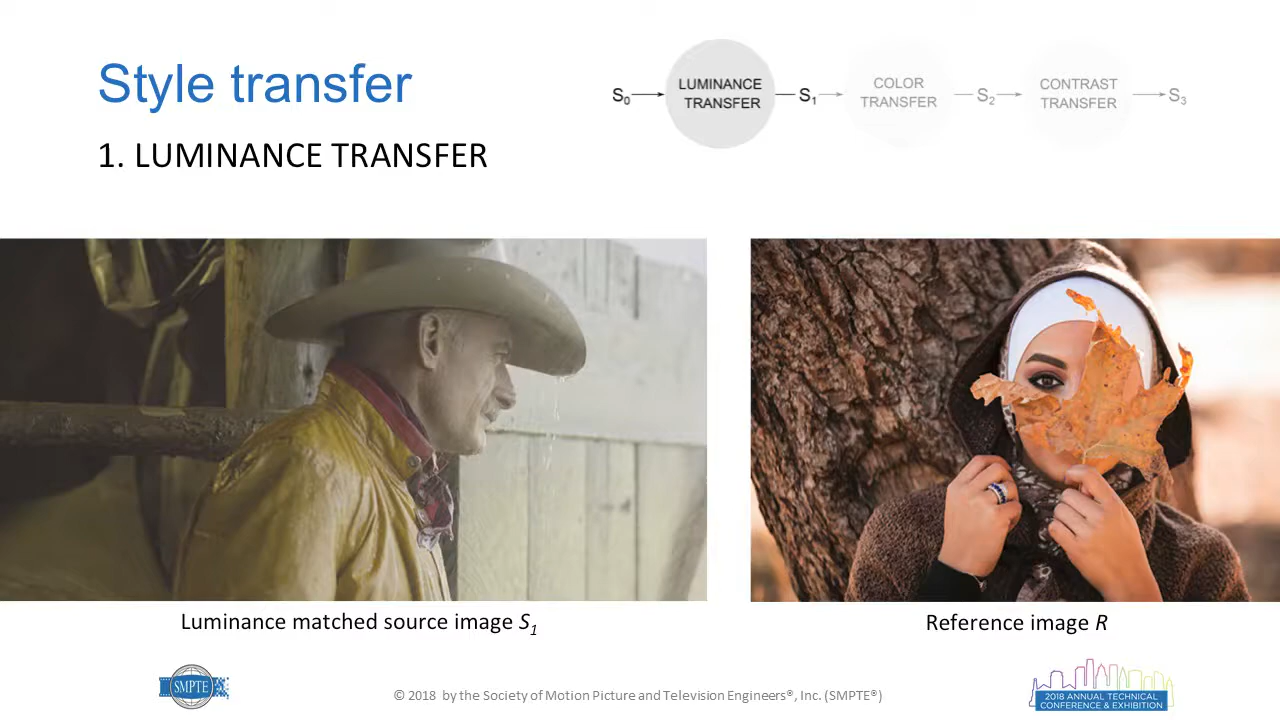 Style transfer
1. LUMINANCE TRANSFER
S0
LUMINANCE
TRANSFER
S1
COLOR
TRANSFER
S2
CONTRAST
TRANSFER
S3
Luminance matched source image S1
Reference image R
SMPTE
© 2018 by the Society of Motion Picture and Television Engineers®, Inc. (SMPTE®)
2018 ANNUAL TECHNICAL
CONFERENCE & EXHIBITION